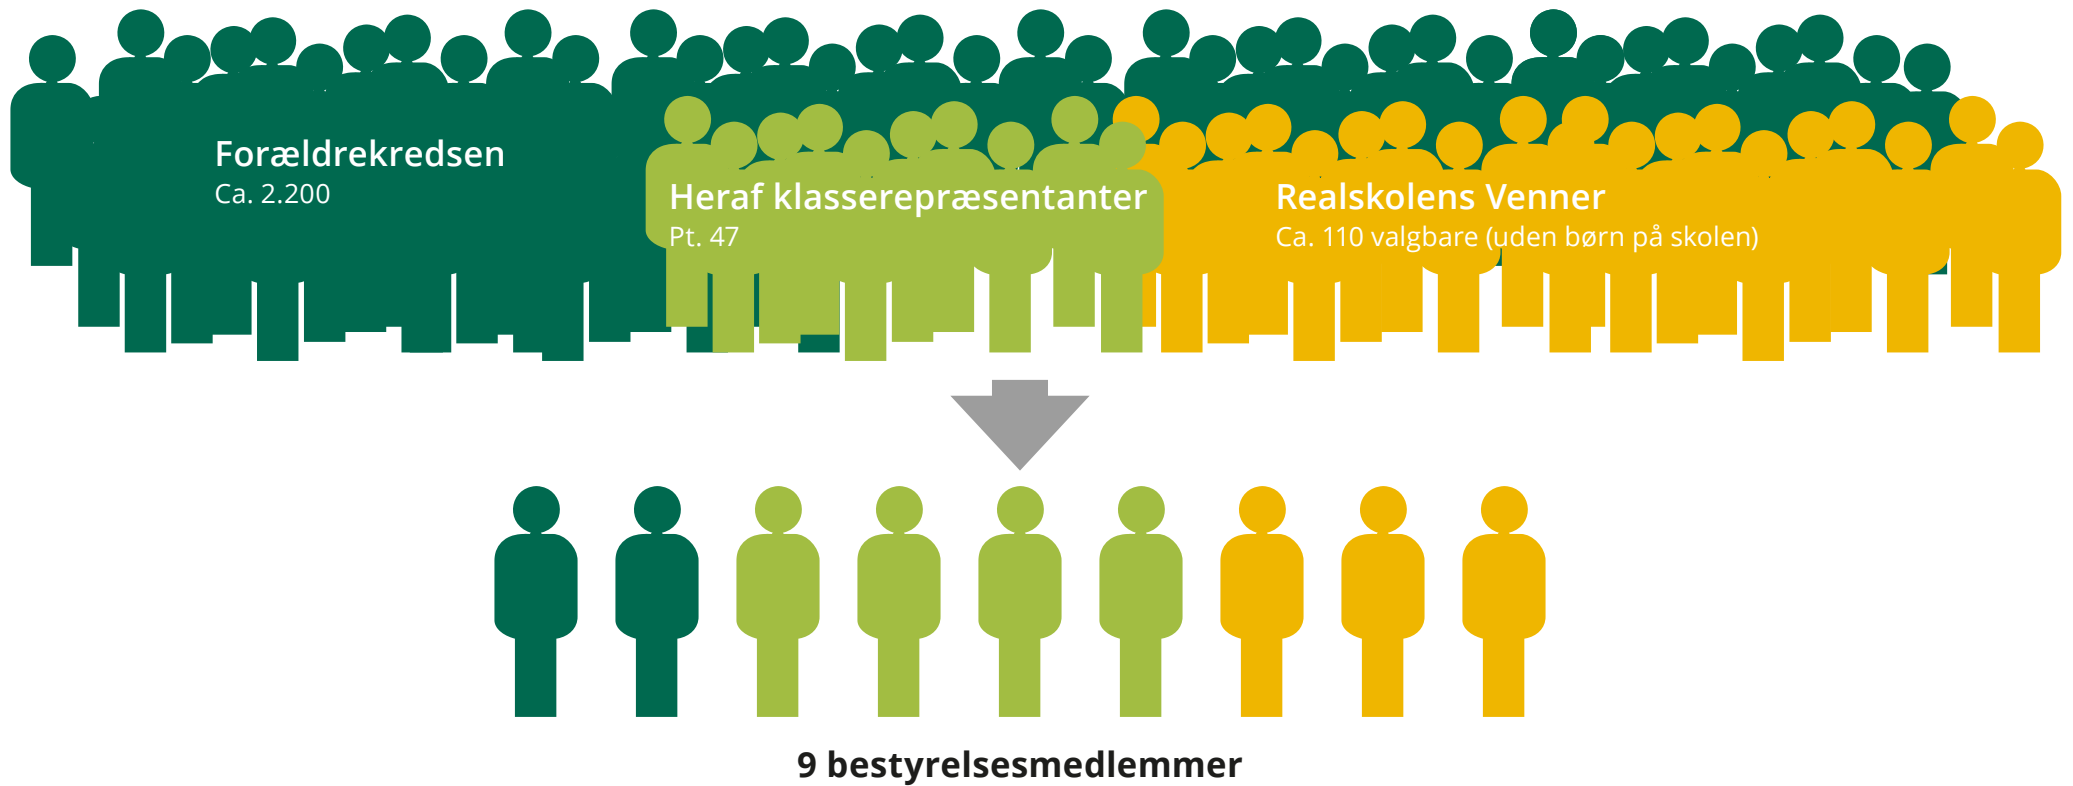 Forældrekredsen
Ca. 2.200
Heraf klasserepræsentanter
Pt. 47
Realskolens Venner
Ca. 110 valgbare (uden børn på skolen)
9 bestyrelsesmedlemmer